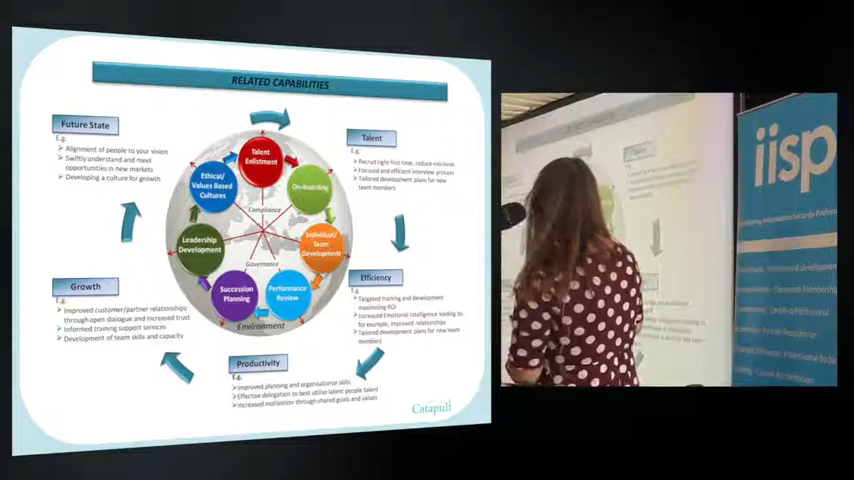 RELATED CAPABILITIES
Future State
E.g.
Alignment of people to your vision
Swiftly understand and meet
opportunities in new markets
Developing a culture for growth
Talent
E.g.
Recruit right first time, reduce mis-hires
Focused and efficient interview process
Tailored development plans for new
team members
Talent
Enlistment
On-boarding
Individual/
Team
Development
Performance
Review
Succession
Planning
Leadership
Development
Ethical/
Values Based
Cultures
Compliance
Governance
Environment
Growth
E.g.
Improved customer/partner relationships
through open dialogue and increased trust
Informed training support services
Development of team skills and capacity
Efficiency
E.g.
Targeted training and development
maximising ROI
Increased Emotional Intelligence leading to,
for example, improved relationships
Tailored development plans for new team
members
Productivity
E.g.
Improved planning and organisational skills
Effective delegation to best utilise latent people talent
Increased motivation through shared goals and values
Catapult
iisp
Information Security